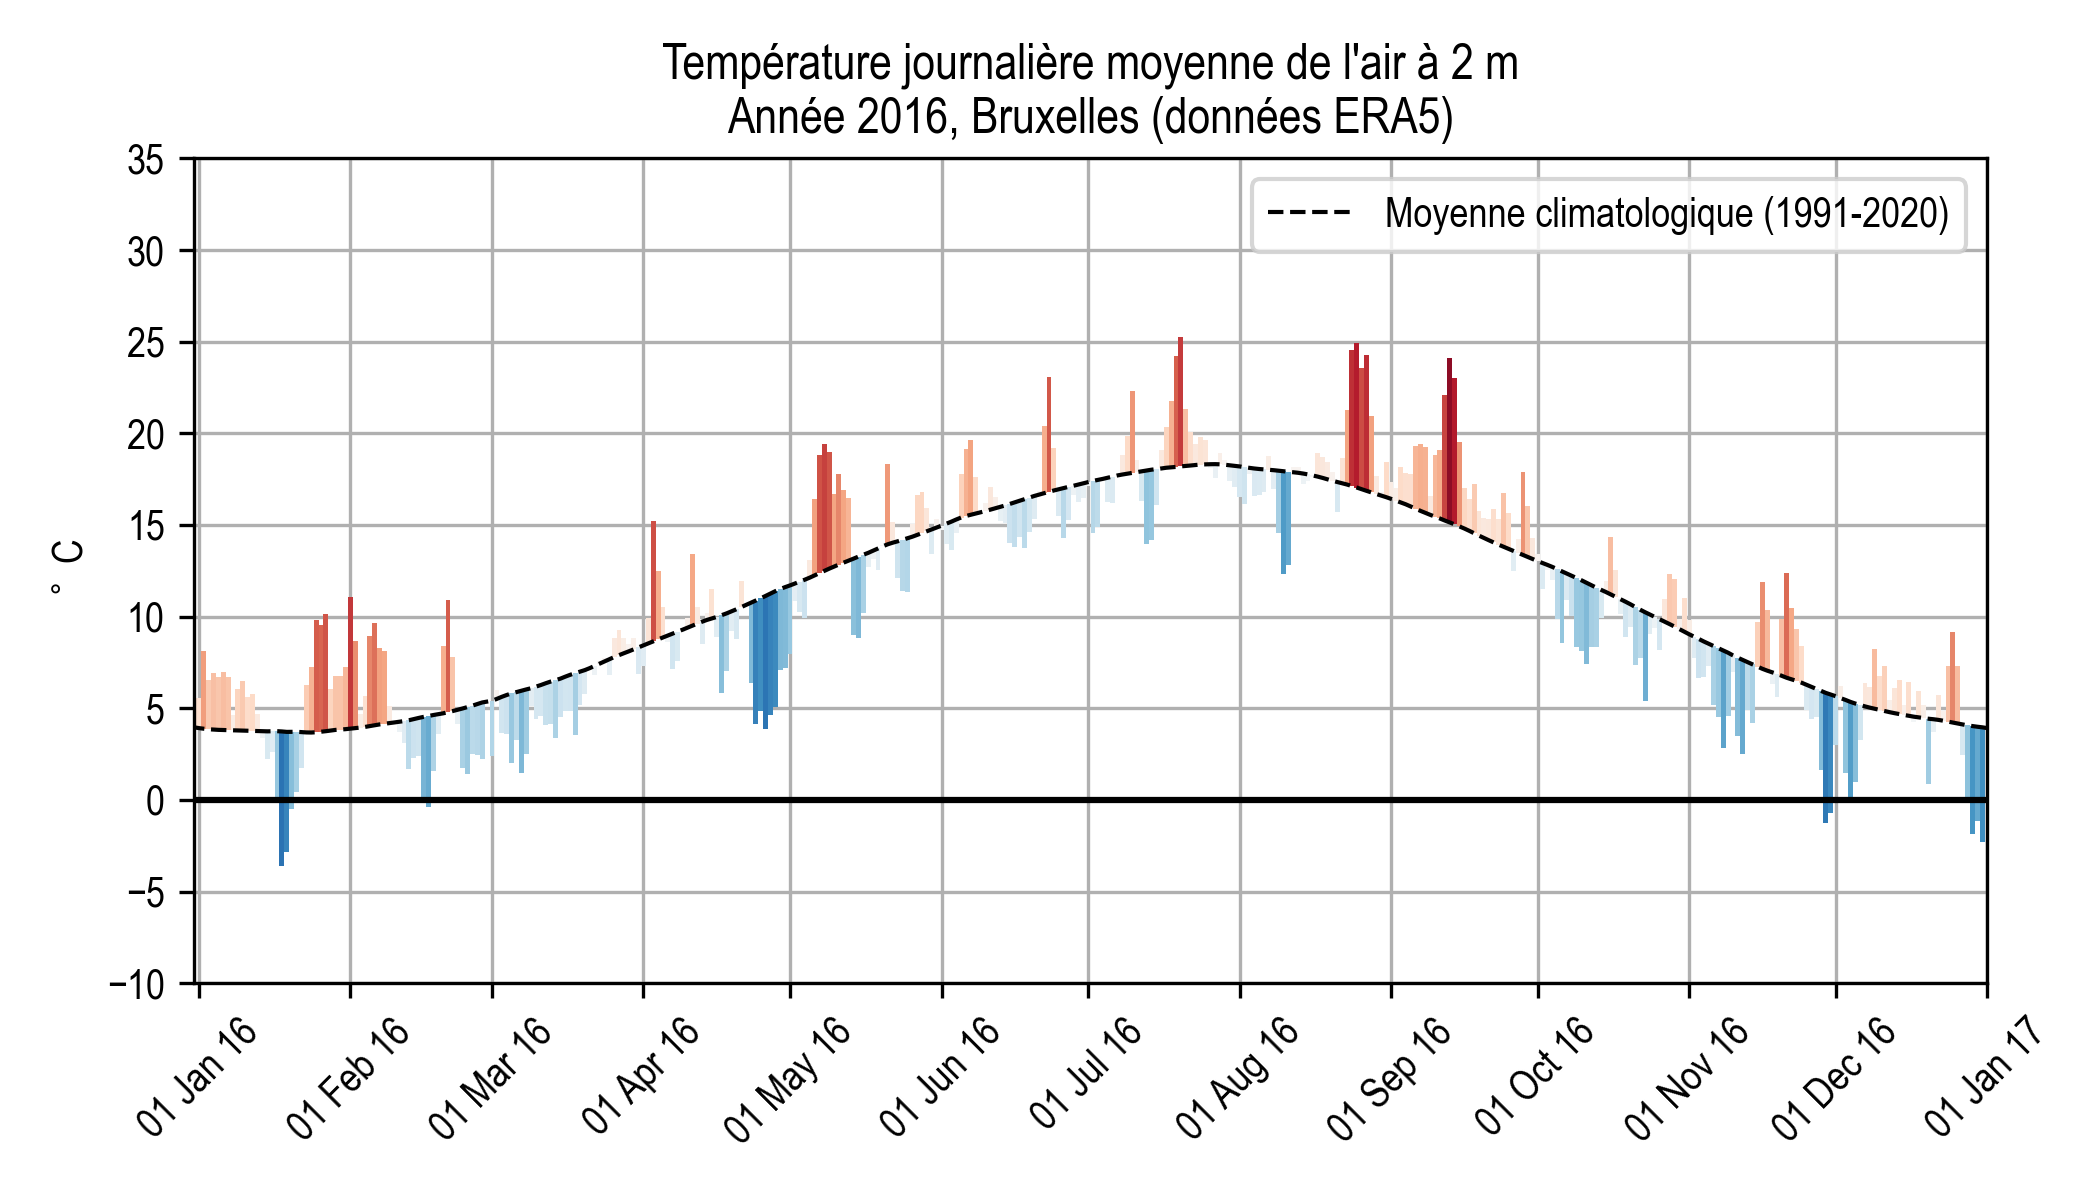 Température journalière moyenne de l'air à 2 m
Année 2016, Bruxelles (données ERA5)
Moyenne climatologique (1991-2020)
° C
35
30
25
20
15
10
5
0
−5
−10
01 Jan 16
01 Feb 16
01 Mar 16
01 Apr 16
01 May 16
01 Jun 16
01 Jul 16
01 Aug 16
01 Sep 16
01 Oct 16
01 Nov 16
01 Dec 16
01 Jan 17